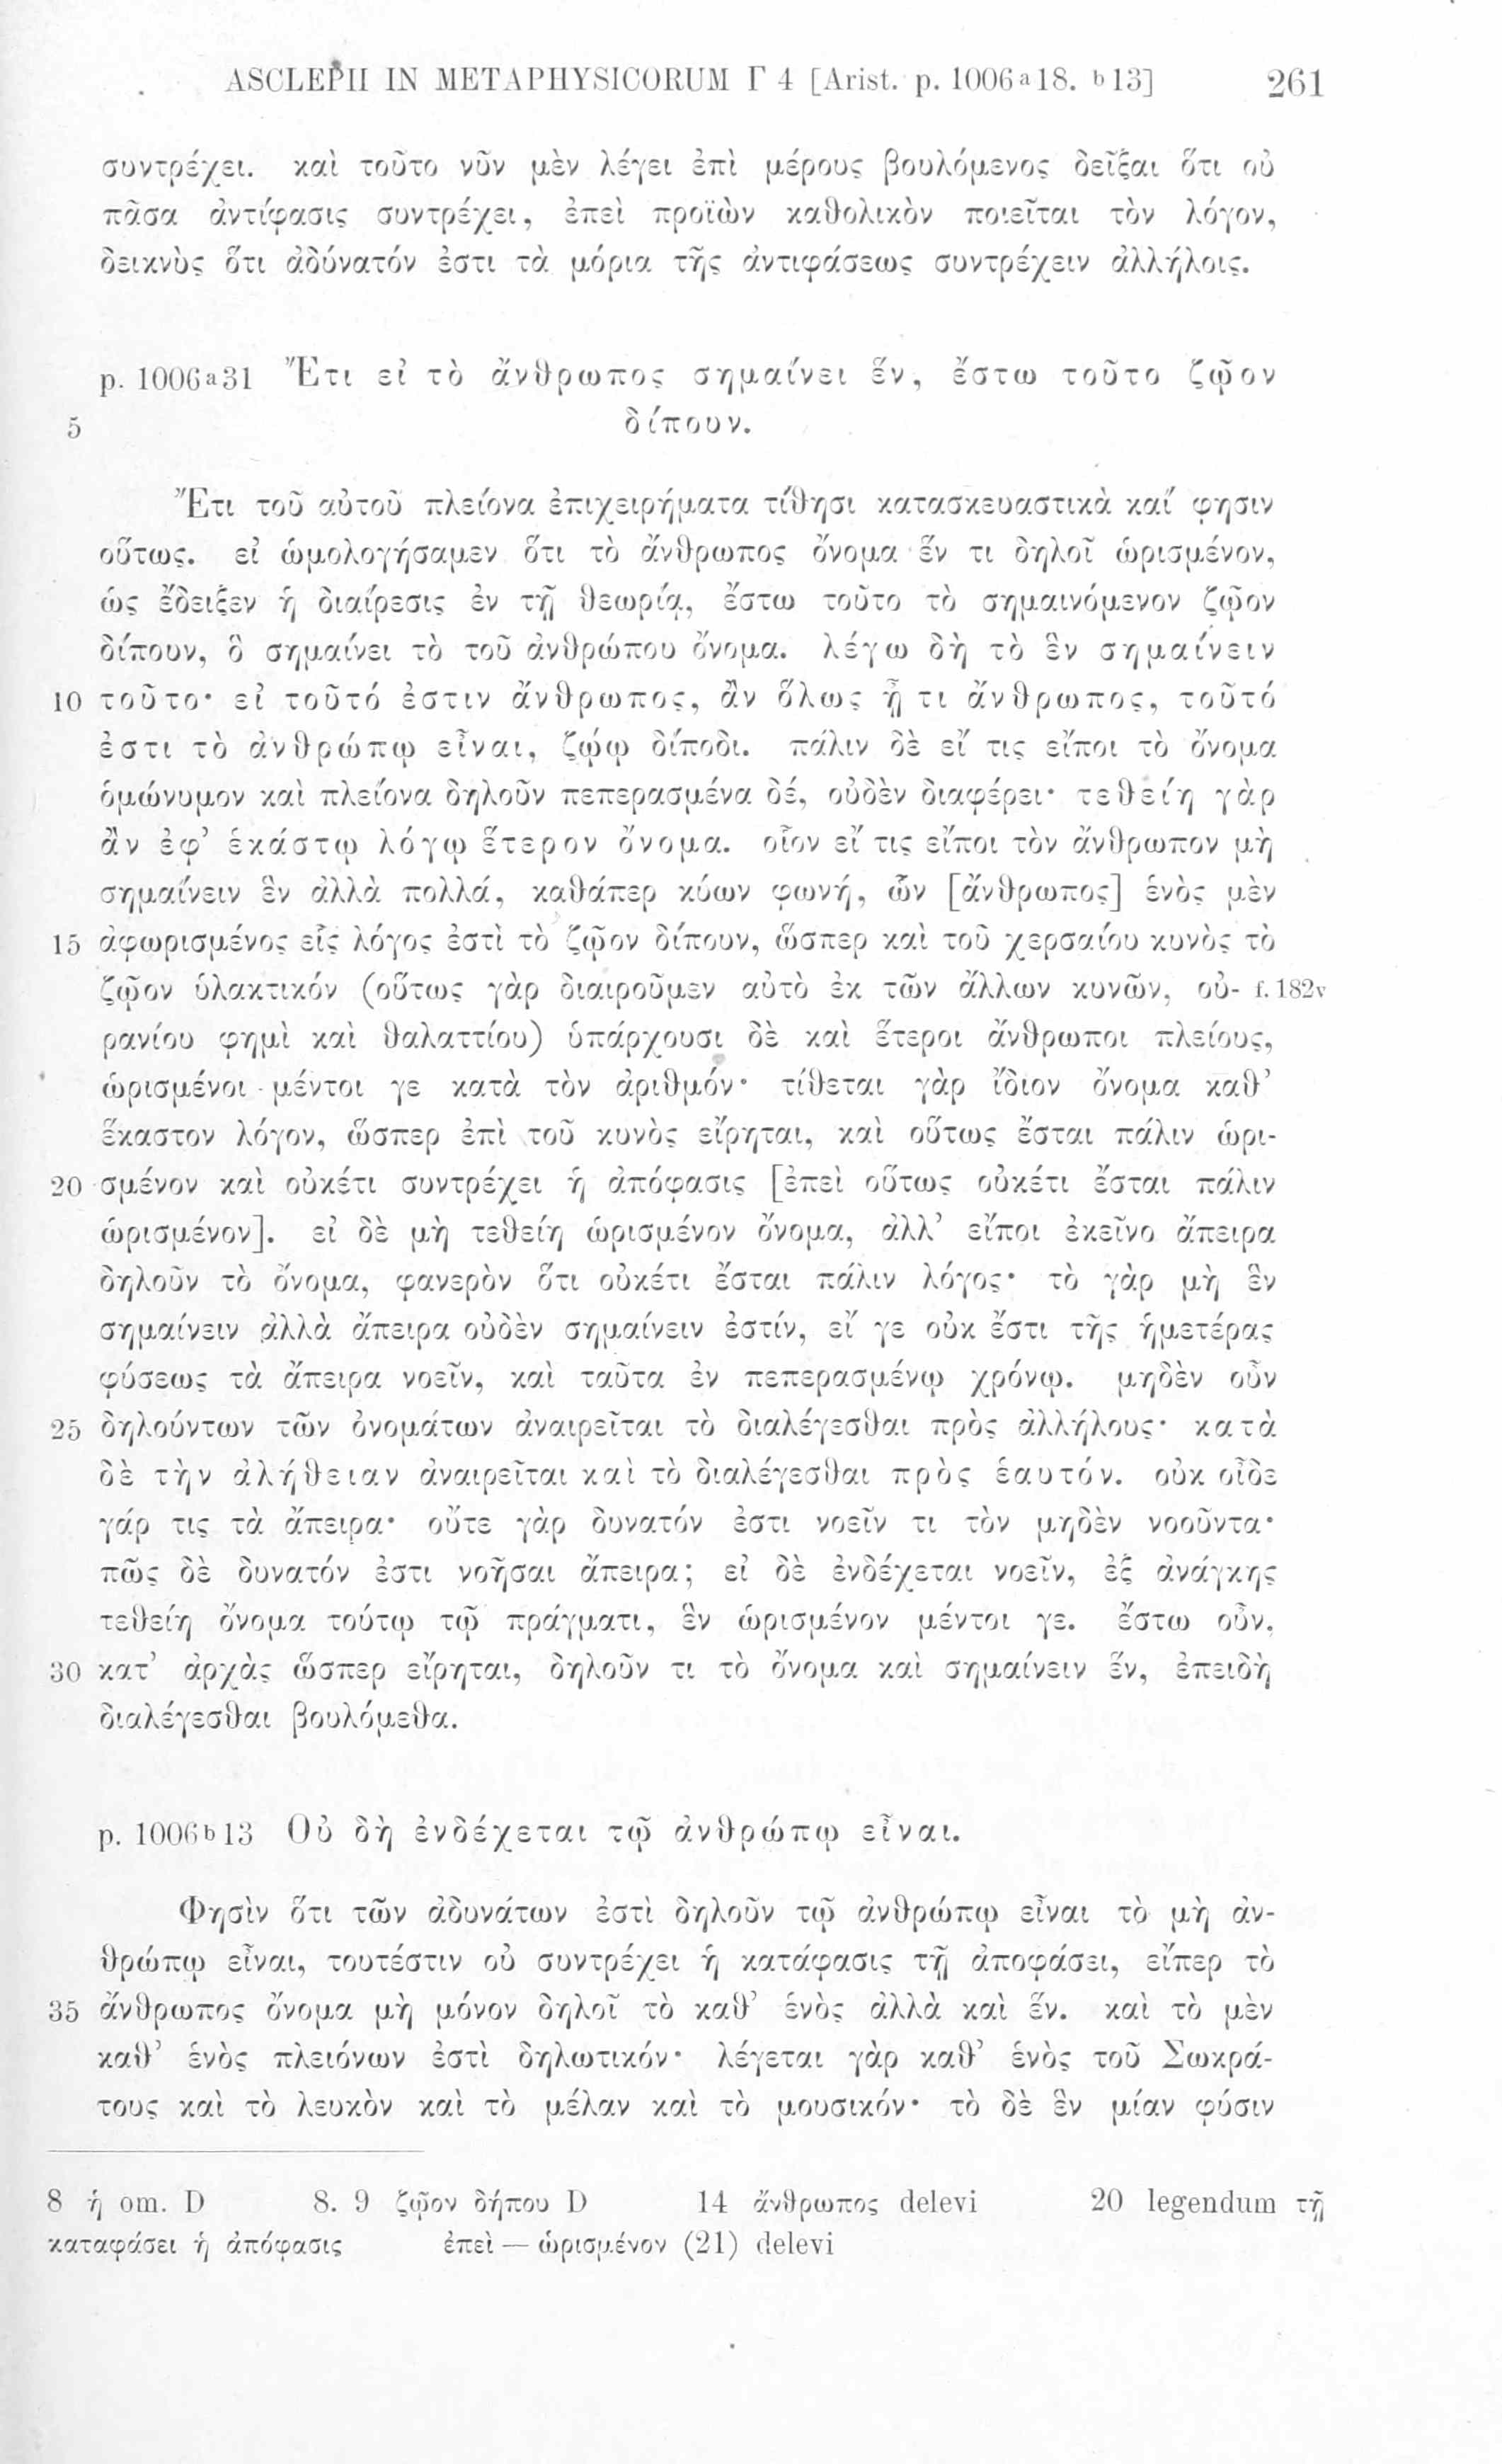 ASCLEPII IN METAPHYSICORUM Γ 4 [Arist. p. 1006a18. b13] 261
συντρέχει. καὶ τοῦτο νῦν μὲν λέγει ἐπὶ μέρους βουλόμενος δεῖξαι ὅτι οὐ
πᾶσα ἀντίφασις συντρέχει, ἐπεὶ προϊὼν καθολικὸν ποιεῖται τὸν λόγον,
δεικνὺς ὅτι ἀδύνατόν ἐστι τὰ μόρια τῆς ἀντιφάσεως συντρέχειν ἀλλήλοις.
p. 1006a31 Ἔτι εἰ τὸ ἄνθρωπος σημαίνει ἕν, ἔστω τοῦτο ζῷον
5 δίπουν.
Ἔτι τοῦ αὐτοῦ πλείονα ἐπιχειρήματα τίθησι κατασκευαστικὰ καί φησιν
οὕτως. εἰ ὡμολογήσαμεν ὅτι τὸ ἄνθρωπος ὄνομα ἕν τι δηλοῖ ὡρισμένον,
ὡς ἔδειξεν ἡ διαίρεσις ἐν τῇ θεωρίᾳ, ἔστω τοῦτο τὸ σημαινόμενον ζῷον
δίπουν, ὃ σημαίνει τὸ τοῦ ἀνθρώπου ὄνομα. λέγω δὴ τὸ ἓν σημαίνειν
10 τοῦτο· εἰ τοῦτό ἐστιν ἄνθρωπος, ἂν ὅλως ᾖ τι ἄνθρωπος, τοῦτό
ἐστι τὸ ἀνθρώπῳ εἶναι, ζῴῳ δίποδι. πάλιν δὲ εἴ τις εἴποι τὸ ὄνομα
ὁμώνυμον καὶ πλείονα δηλοῦν πεπερασμένα δέ, οὐδὲν διαφέρει· τεθείη γὰρ
ἂν ἐφ’ ἑκάστῳ λόγῳ ἕτερον ὄνομα. οἷον εἴ τις εἴποι τὸν ἄνθρωπον μὴ
σημαίνειν ἓν ἀλλὰ πολλά, καθάπερ κύων φωνή, ὧν [ἄνθρωπος] ἑνὸς μὲν
15 ἀφωρισμένος εἷς λόγος ἐστὶ τὸ ζῷον δίπουν, ὥσπερ καὶ τοῦ χερσαίου κυνὸς τὸ
ζῷον ὑλακτικόν (οὕτως γὰρ διαιροῦμεν αὐτὸ ἐκ τῶν ἄλλων κυνῶν, οὐ- f. 182v
ρανίου φημὶ καὶ θαλαττίου) ὑπάρχουσι δὲ καὶ ἕτεροι ἄνθρωποι πλείους,
ὡρισμένοι μέντοι γε κατὰ τὸν ἀριθμόν· τίθεται γὰρ ἴδιον ὄνομα καθ’
ἕκαστον λόγον, ὥσπερ ἐπὶ τοῦ κυνὸς εἴρηται, καὶ οὕτως ἔσται πάλιν ὡρι-
20 σμένον καὶ οὐκέτι συντρέχει ἡ ἀπόφασις [ἐπεὶ οὕτως οὐκέτι ἔσται πάλιν
ὡρισμένον]. εἰ δὲ μὴ τεθείη ὡρισμένον ὄνομα, ἀλλ’ εἴποι ἐκεῖνο ἄπειρα
δηλοῦν τὸ ὄνομα, φανερὸν ὅτι οὐκέτι ἔσται πάλιν λόγος· τὸ γὰρ μὴ ἓν
σημαίνειν ἀλλὰ ἄπειρα οὐδὲν σημαίνειν ἐστίν, εἴ γε οὐκ ἔστι τῆς ἡμετέρας
φύσεως τὰ ἄπειρα νοεῖν, καὶ ταῦτα ἐν πεπερασμένῳ χρόνῳ. μηδὲν οὖν
25 δηλούντων τῶν ὀνομάτων ἀναιρεῖται τὸ διαλέγεσθαι πρὸς ἀλλήλους· κατὰ
δὲ τὴν ἀλήθειαν ἀναιρεῖται καὶ τὸ διαλέγεσθαι πρὸς ἑαυτόν. οὐκ οἶδε
γάρ τις τὰ ἄπειρα· οὔτε γὰρ δυνατόν ἐστι νοεῖν τι τὸν μηδὲν νοοῦντα·
πῶς δὲ δυνατόν ἐστι νοῆσαι ἄπειρα; εἰ δὲ ἐνδέχεται νοεῖν, ἐξ ἀνάγκης
τεθείη ὄνομα τούτῳ τῷ πράγματι, ἓν ὡρισμένον μέντοι γε. ἔστω οὖν,
30 κατ’ ἀρχὰς ὥσπερ εἴρηται, δηλοῦν τι τὸ ὄνομα καὶ σημαίνειν ἕν, ἐπειδὴ
διαλέγεσθαι βουλόμεθα.
p. 1006b13 Οὐ δὴ ἐνδέχεται τῷ ἀνθρώπῳ εἶναι.
Φησὶν ὅτι τῶν ἀδυνάτων ἐστὶ δηλοῦν τῷ ἀνθρώπῳ εἶναι τὸ μὴ ἀν-
θρώπῳ εἶναι, τουτέστιν οὐ συντρέχει ἡ κατάφασις τῇ ἀποφάσει, εἴπερ τὸ
35 ἄνθρωπος ὄνομα μὴ μόνον δηλοῖ τὸ καθ’ ἑνὸς ἀλλὰ καὶ ἕν. καὶ τὸ μὲν
καθ’ ἑνὸς πλειόνων ἐστὶ δηλωτικόν· λέγεται γὰρ καθ’ ἑνὸς τοῦ Σωκρά-
τους καὶ τὸ λευκὸν καὶ τὸ μέλαν καὶ τὸ μουσικόν· τὸ δὲ ἓν μίαν φύσιν
8 ἡ om. D 8. 9 ζῷον δήπου D 14 ἄνθρωπος delevi 20 legendum τῇ
καταφάσει ἡ ἀπόφασις ἐπεὶ — ὡρισμένον (21) delevi